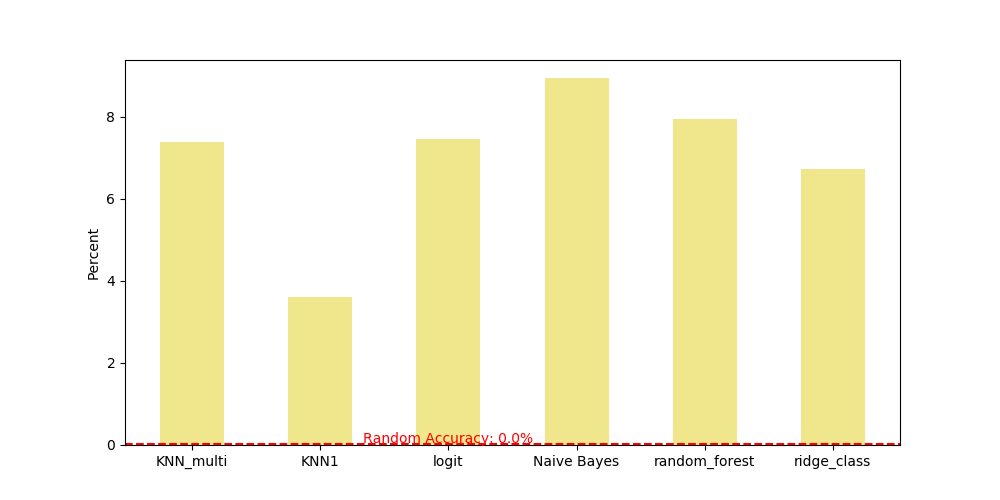 Percent
8
6
4
2
0
Random Accuracy: 0.0%
KNN_multi KNN1 logit Naive Bayes random_forest ridge_class